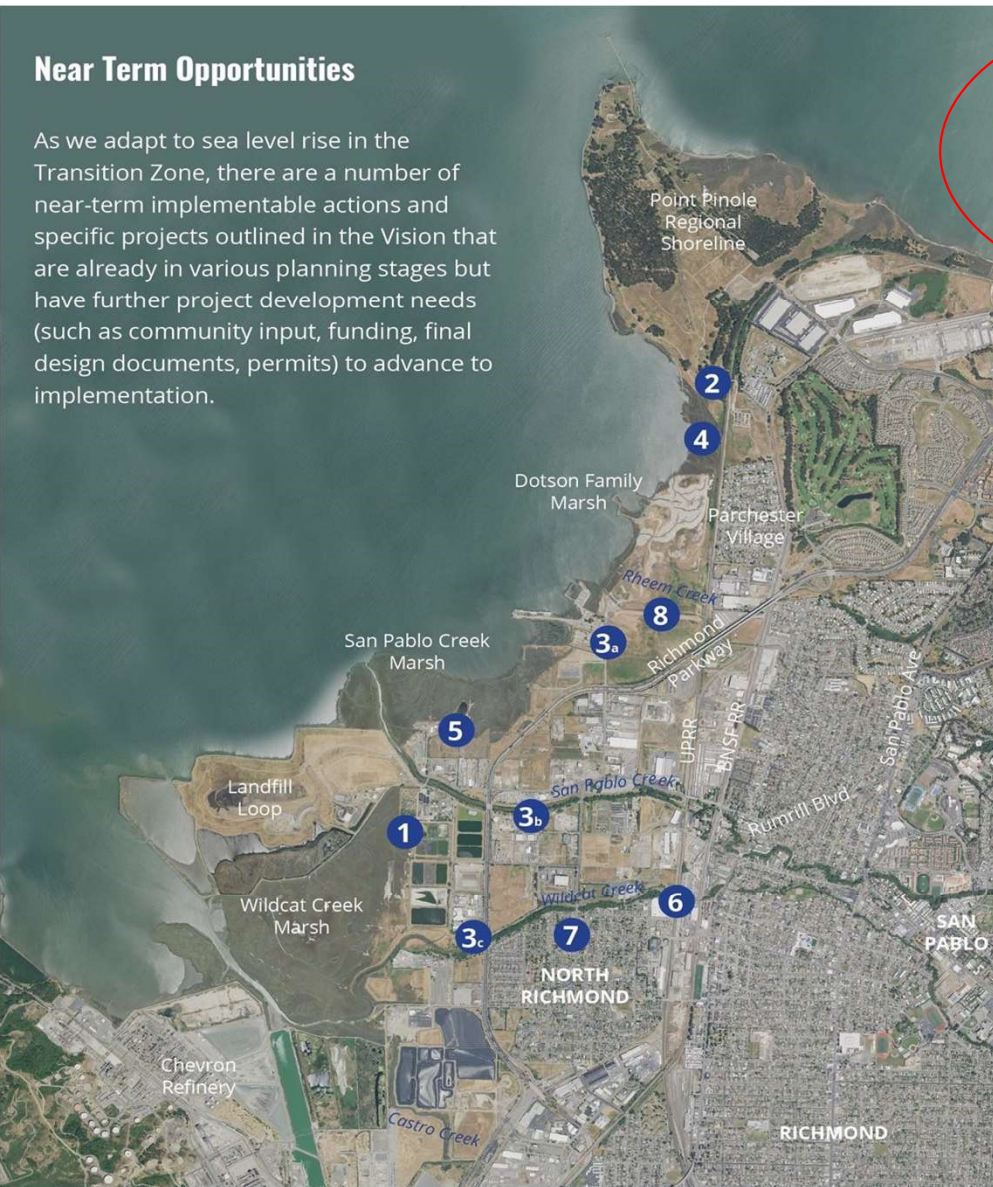 Near Term Opportunities
As we adapt to sea level rise in the
Transition Zone, there are a number of
near-term implementable actions and
specific projects outlined in the Vision that
are already in various planning stages but
have further project development needs
(such as community input, funding, final
design documents, permits) to advance to
implementation.
Point Pinole
Regional
Shoreline
2
4
Dotson Family
Marsh
Parchester
Village
Rheem Creek
8
3a
Richmond
Parkway
San Pablo Creek
Marsh
San Pablo Ave
5
UPRR
BNSF RR
Landfill
Loop
San Pablo Creek
3b
Rumrill Blvd
1
Wildcat Creek
6
Wildcat Creek
Marsh
3c
7
SAN
PABLO
NORTH
RICHMOND
Chevron
Refinery
Castro Creek
RICHMOND